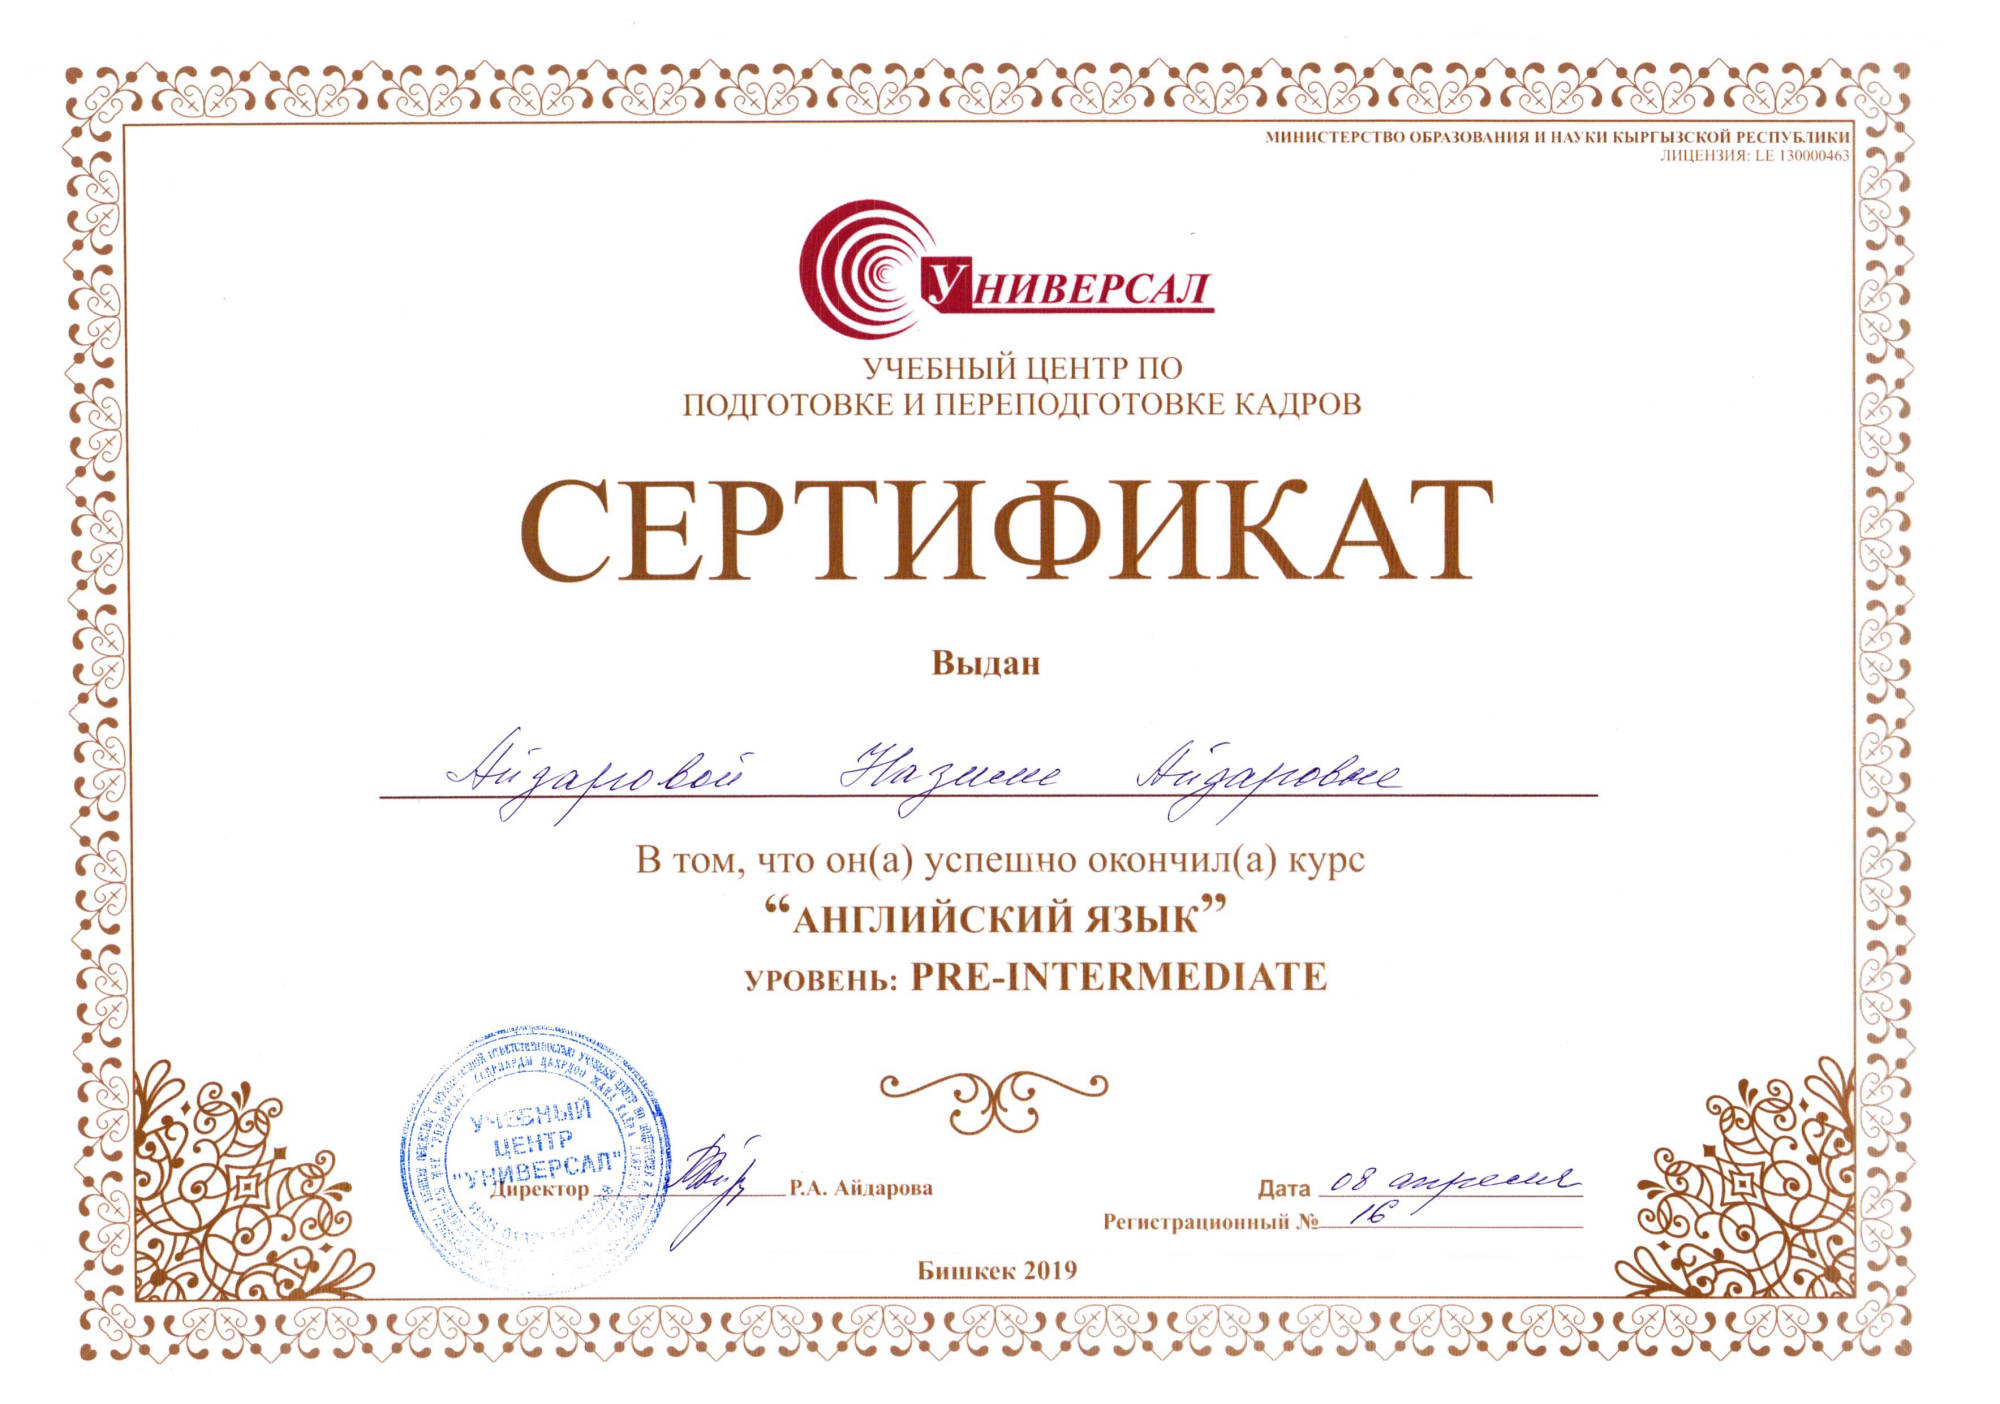 МИНИСТЕРСТВО ОБРАЗОВАНИЯ И НАУКИ КЫРГЫЗСКОЙ РЕСПУБЛИКИ
ЛИЦЕНЗИЯ: LE 130000463
УНИВЕРСАЛ
УЧЕБНЫЙ ЦЕНТР ПО
ПОДГОТОВКЕ И ПЕРЕПОДГОТОВКЕ КАДРОВ
СЕРТИФИКАТ
Выдан
Айдаровой Назиме Айдаровне
В том, что он(а) успешно окончил(а) курс
“АНГЛИЙСКИЙ ЯЗЫК”
УРОВЕНЬ: PRE-INTERMEDIATE
УЧЕБНЫЙ
ЦЕНТР
"УНИВЕРСАЛ"
Директор Р.А. Айдарова
Дата 08 апреля
Регистрационный № 16
Бишкек 2019